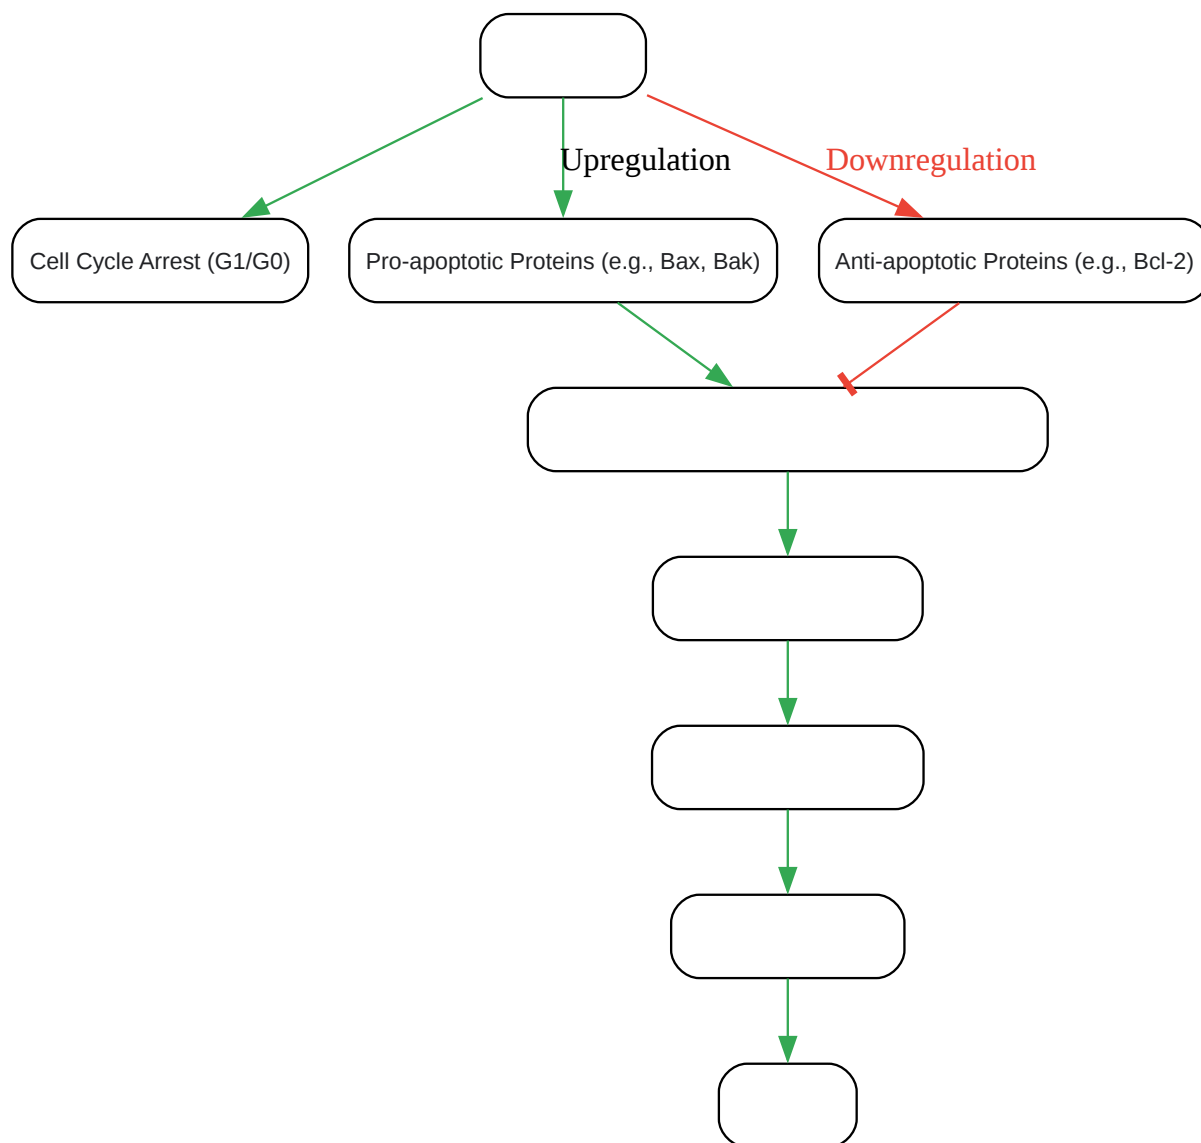 Upregulation
Downregulation
Cell Cycle Arrest (G1/G0)
Pro-apoptotic Proteins (e.g., Bax, Bak)
Anti-apoptotic Proteins (e.g., Bcl-2)